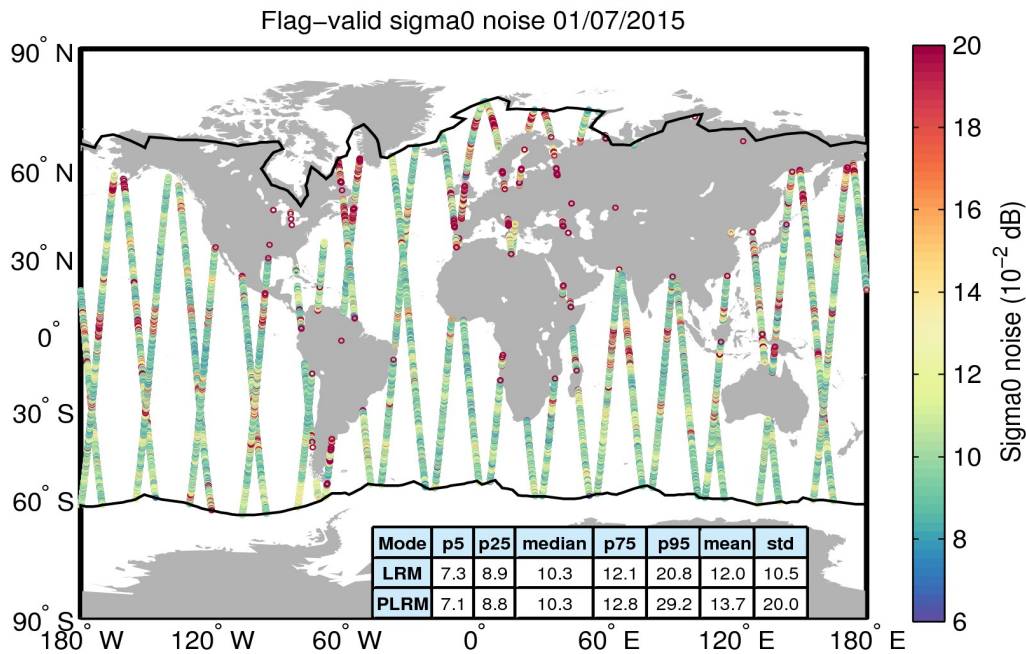 Flag−valid sigma0 noise 01/07/2015
90° N
60° N
30° N
0°
30° S
60° S
90° S
180° W
120° W
60° W
0°
60° E
120° E
180° E
20
18
16
14
12
10
8
6
Sigma0 noise (10⁻² dB)
Mode p5 p25 median p75 p95 mean std
LRM 7.3 8.9 10.3 12.1 20.8 12.0 10.5
PLRM 7.1 8.8 10.3 12.8 29.2 13.7 20.0